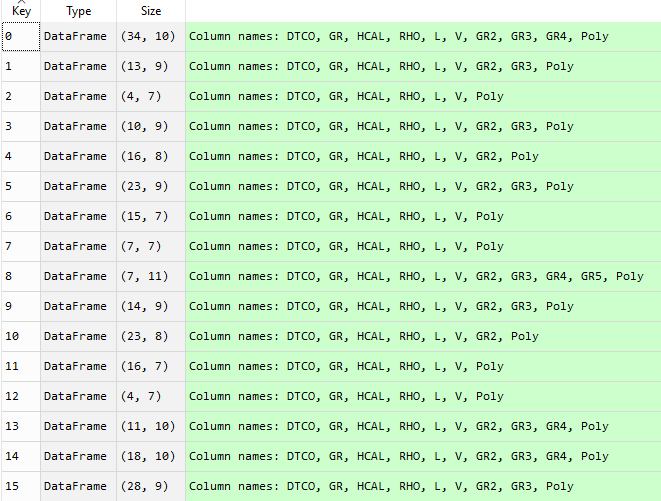 Key Type Size
0 DataFrame (34, 10) Column names: DTCO, GR, HCAL, RHO, L, V, GR2, GR3, GR4, Poly
1 DataFrame (13, 9) Column names: DTCO, GR, HCAL, RHO, L, V, GR2, GR3, Poly
2 DataFrame (4, 7) Column names: DTCO, GR, HCAL, RHO, L, V, Poly
3 DataFrame (10, 9) Column names: DTCO, GR, HCAL, RHO, L, V, GR2, GR3, Poly
4 DataFrame (16, 8) Column names: DTCO, GR, HCAL, RHO, L, V, GR2, Poly
5 DataFrame (23, 9) Column names: DTCO, GR, HCAL, RHO, L, V, GR2, GR3, Poly
6 DataFrame (15, 7) Column names: DTCO, GR, HCAL, RHO, L, V, Poly
7 DataFrame (7, 7) Column names: DTCO, GR, HCAL, RHO, L, V, Poly
8 DataFrame (7, 11) Column names: DTCO, GR, HCAL, RHO, L, V, GR2, GR3, GR4, GR5, Poly
9 DataFrame (14, 9) Column names: DTCO, GR, HCAL, RHO, L, V, GR2, GR3, Poly
10 DataFrame (23, 8) Column names: DTCO, GR, HCAL, RHO, L, V, GR2, Poly
11 DataFrame (16, 7) Column names: DTCO, GR, HCAL, RHO, L, V, Poly
12 DataFrame (4, 7) Column names: DTCO, GR, HCAL, RHO, L, V, Poly
13 DataFrame (11, 10) Column names: DTCO, GR, HCAL, RHO, L, V, GR2, GR3, GR4, Poly
14 DataFrame (18, 10) Column names: DTCO, GR, HCAL, RHO, L, V, GR2, GR3, GR4, Poly
15 DataFrame (28, 9) Column names: DTCO, GR, HCAL, RHO, L, V, GR2, GR3, Poly